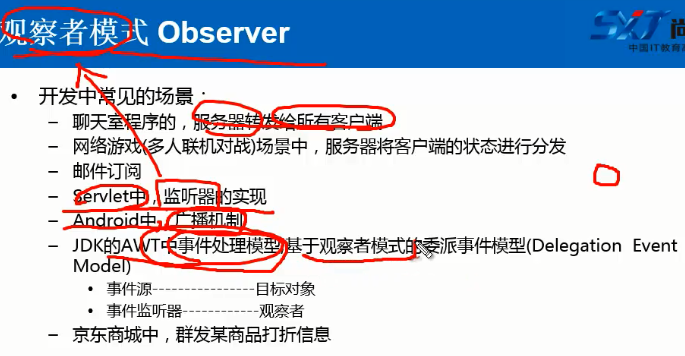 观察者模式 Observer
SXT 尚
中国IT教育
• 开发中常见的场景：
– 聊天室程序的，服务器转发给所有客户端
– 网络游戏(多人联机对战)场景中，服务器将客户端的状态进行分发
– 邮件订阅
– Servlet中，监听器的实现
– Android中，广播机制
– JDK的AWT中事件处理模型,基于观察者模式的委派事件模型(Delegation Event
Model)
• 事件源----------------目标对象
• 事件监听器------------观察者
– 京东商城中，群发某商品打折信息